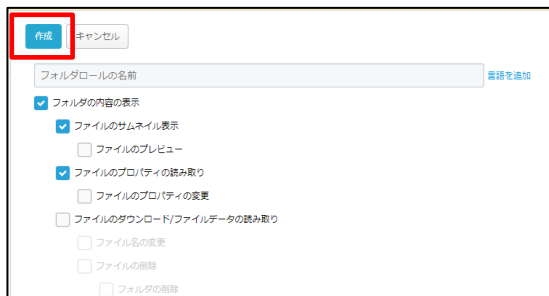 作成 キャンセル
フォルダロールの名前 言語を追加
フォルダの内容の表示
ファイルのサムネイル表示
ファイルのプレビュー
ファイルのプロパティの読み取り
ファイルのプロパティの変更
ファイルのダウンロード/ファイルデータの読み取り
ファイル名の変更
ファイルの削除
フォルダの削除